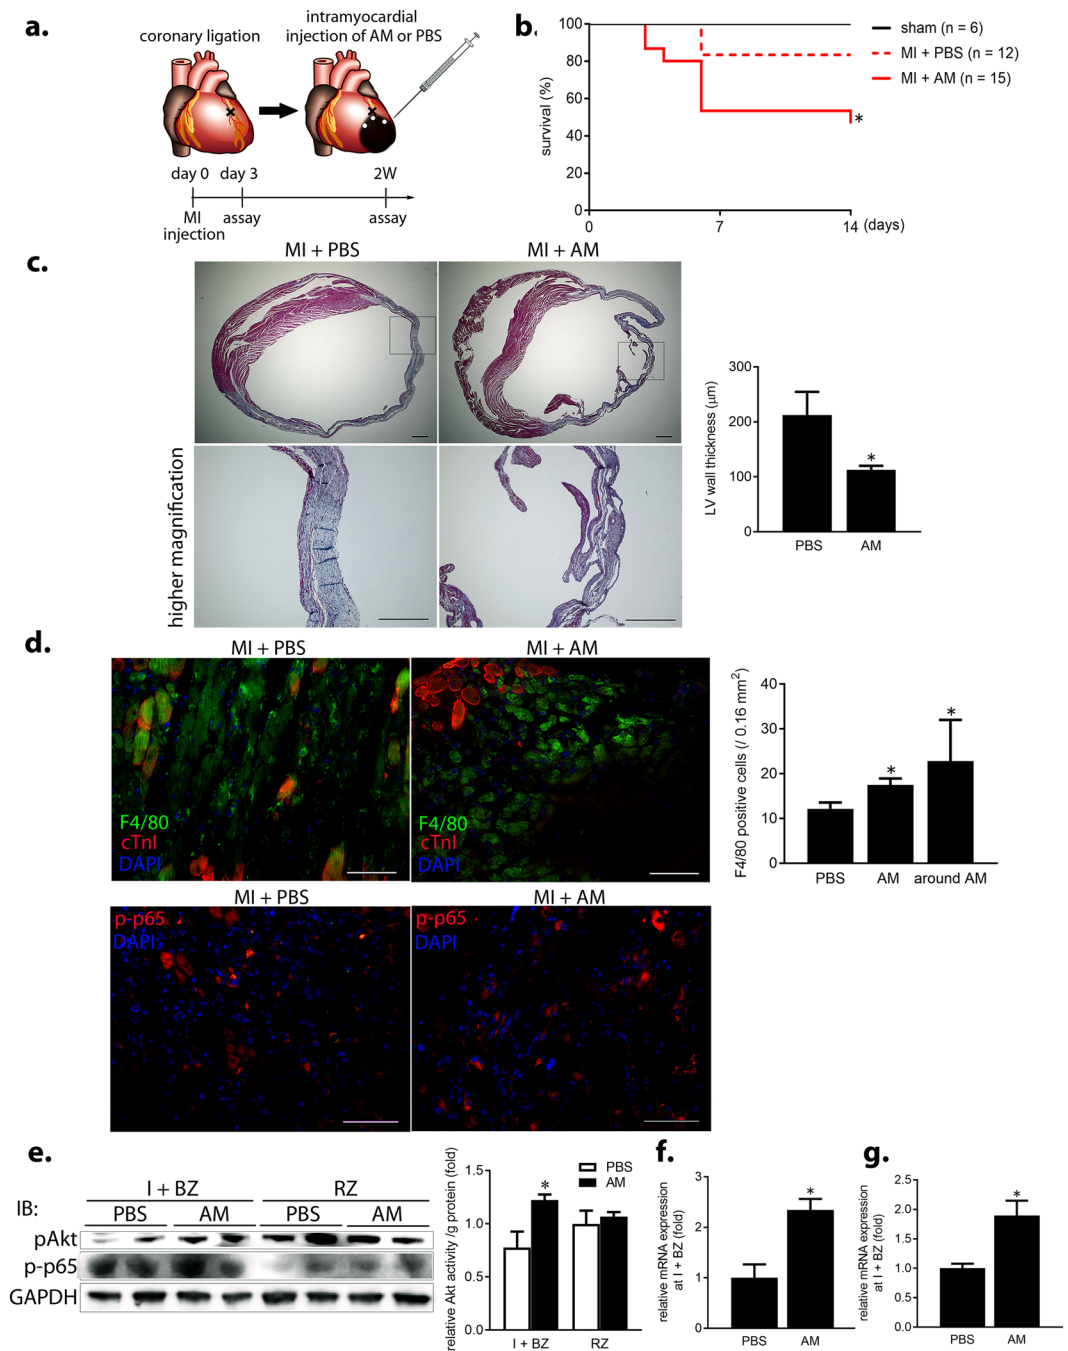 a.
coronary ligation
intramyocardial
injection of AM or PBS
day 0
day 3
2W
MI
injection
assay
assay
b.
survival (%)
100
80
60
40
20
0
0
7
14
(days)
*
sham (n = 6)
MI + PBS (n = 12)
MI + AM (n = 15)
c.
MI + PBS
MI + AM
higher magnification
LV wall thickness (μm)
300
200
100
0
*
PBS
AM
d.
MI + PBS
MI + AM
F4/80
cTnI
DAPI
F4/80
cTnI
DAPI
F4/80 positive cells (/ 0.16 mm²)
40
30
20
10
0
*
*
PBS
AM
around AM
MI + PBS
MI + AM
p-p65
DAPI
p-p65
DAPI
e.
I + BZ
RZ
IB:
PBS
AM
PBS
AM
pAkt
p-p65
GAPDH
relative Akt activity /g protein (fold)
1.5
1.0
0.5
0.0
*
PBS
AM
I + BZ
RZ
f.
relative mRNA expression
at I + BZ (fold)
3
2
1
0
*
PBS
AM
g.
relative mRNA expression
at I + BZ (fold)
2.5
2.0
1.5
1.0
0.5
0.0
*
PBS
AM